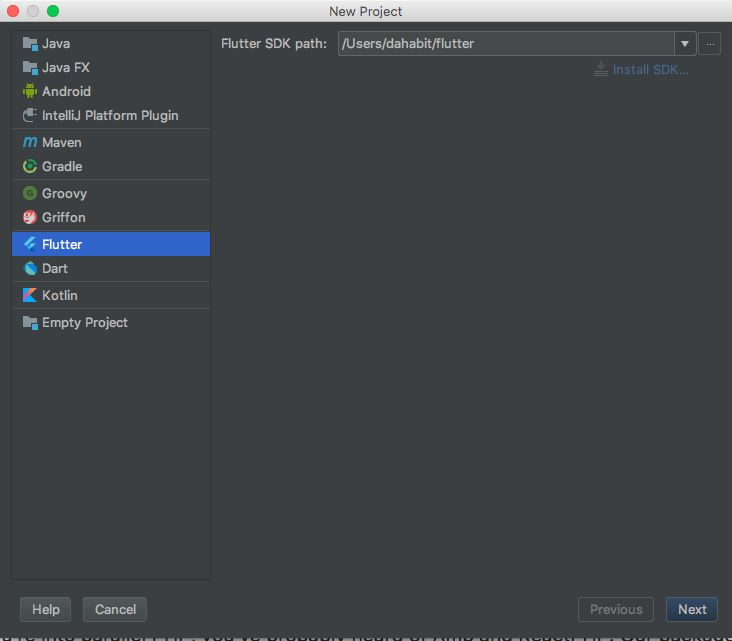 New Project
Java
Java FX
Android
IntelliJ Platform Plugin
Maven
Gradle
Groovy
Griffon
Flutter
Dart
Kotlin
Empty Project
Flutter SDK path: /Users/dahabit/flutter ...
Install SDK...
Help Cancel Previous Next